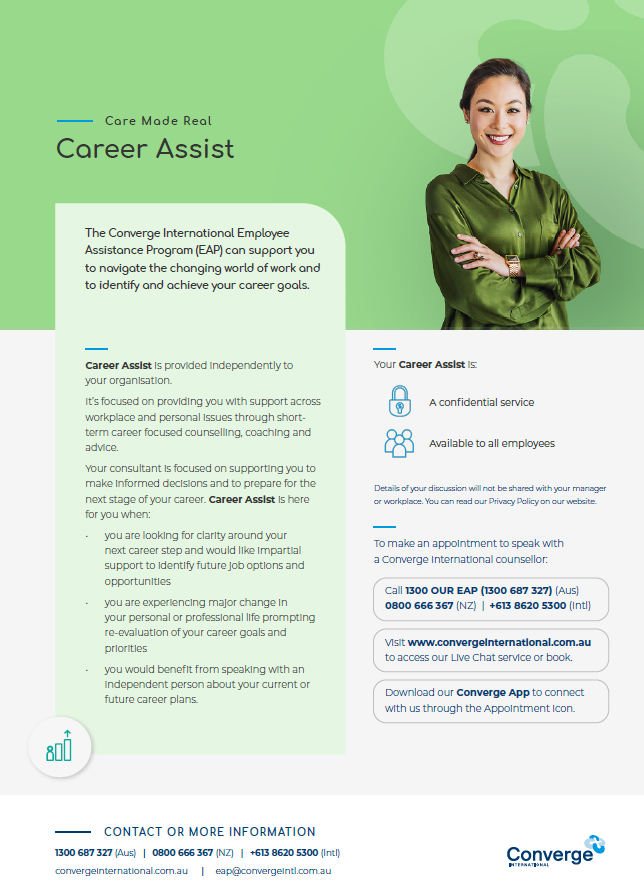 Care Made Real
Career Assist
The Converge International Employee
Assistance Program (EAP) can support you
to navigate the changing world of work and
to identify and achieve your career goals.
Career Assist is provided independently to
your organisation.
It's focused on providing you with support across
workplace and personal issues through short-
term career focused counselling, coaching and
advice.
Your consultant is focused on supporting you to
make informed decisions and to prepare for the
next stage of your career. Career Assist is here
for you when:
· you are looking for clarity around your
next career step and would like impartial
support to identify future job options and
opportunities
· you are experiencing major change in
your personal or professional life prompting
re-evaluation of your career goals and
priorities
· you would benefit from speaking with an
independent person about your current or
future career plans.
Your Career Assist is:
A confidential service
Available to all employees
Details of your discussion will not be shared with your manager
or workplace. You can read our Privacy Policy on our website.
To make an appointment to speak with
a Converge International counsellor:
Call 1300 OUR EAP (1300 687 327) (Aus)
0800 666 367 (NZ) | +613 8620 5300 (Intl)
Visit www.convergeinternational.com.au
to access our Live Chat service or book.
Download our Converge App to connect
with us through the Appointment icon.
CONTACT OR MORE INFORMATION
1300 687 327 (Aus) | 0800 666 367 (NZ) | +613 8620 5300 (Intl)
convergeinternational.com.au | eap@convergeintl.com.au
Converge
INTERNATIONAL